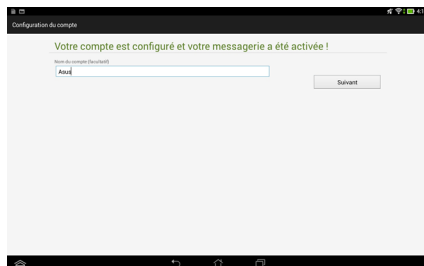 Configuration du compte
Votre compte est configuré et votre messagerie a été activée !
Nom du compte (facultatif)
Asus
Suivant